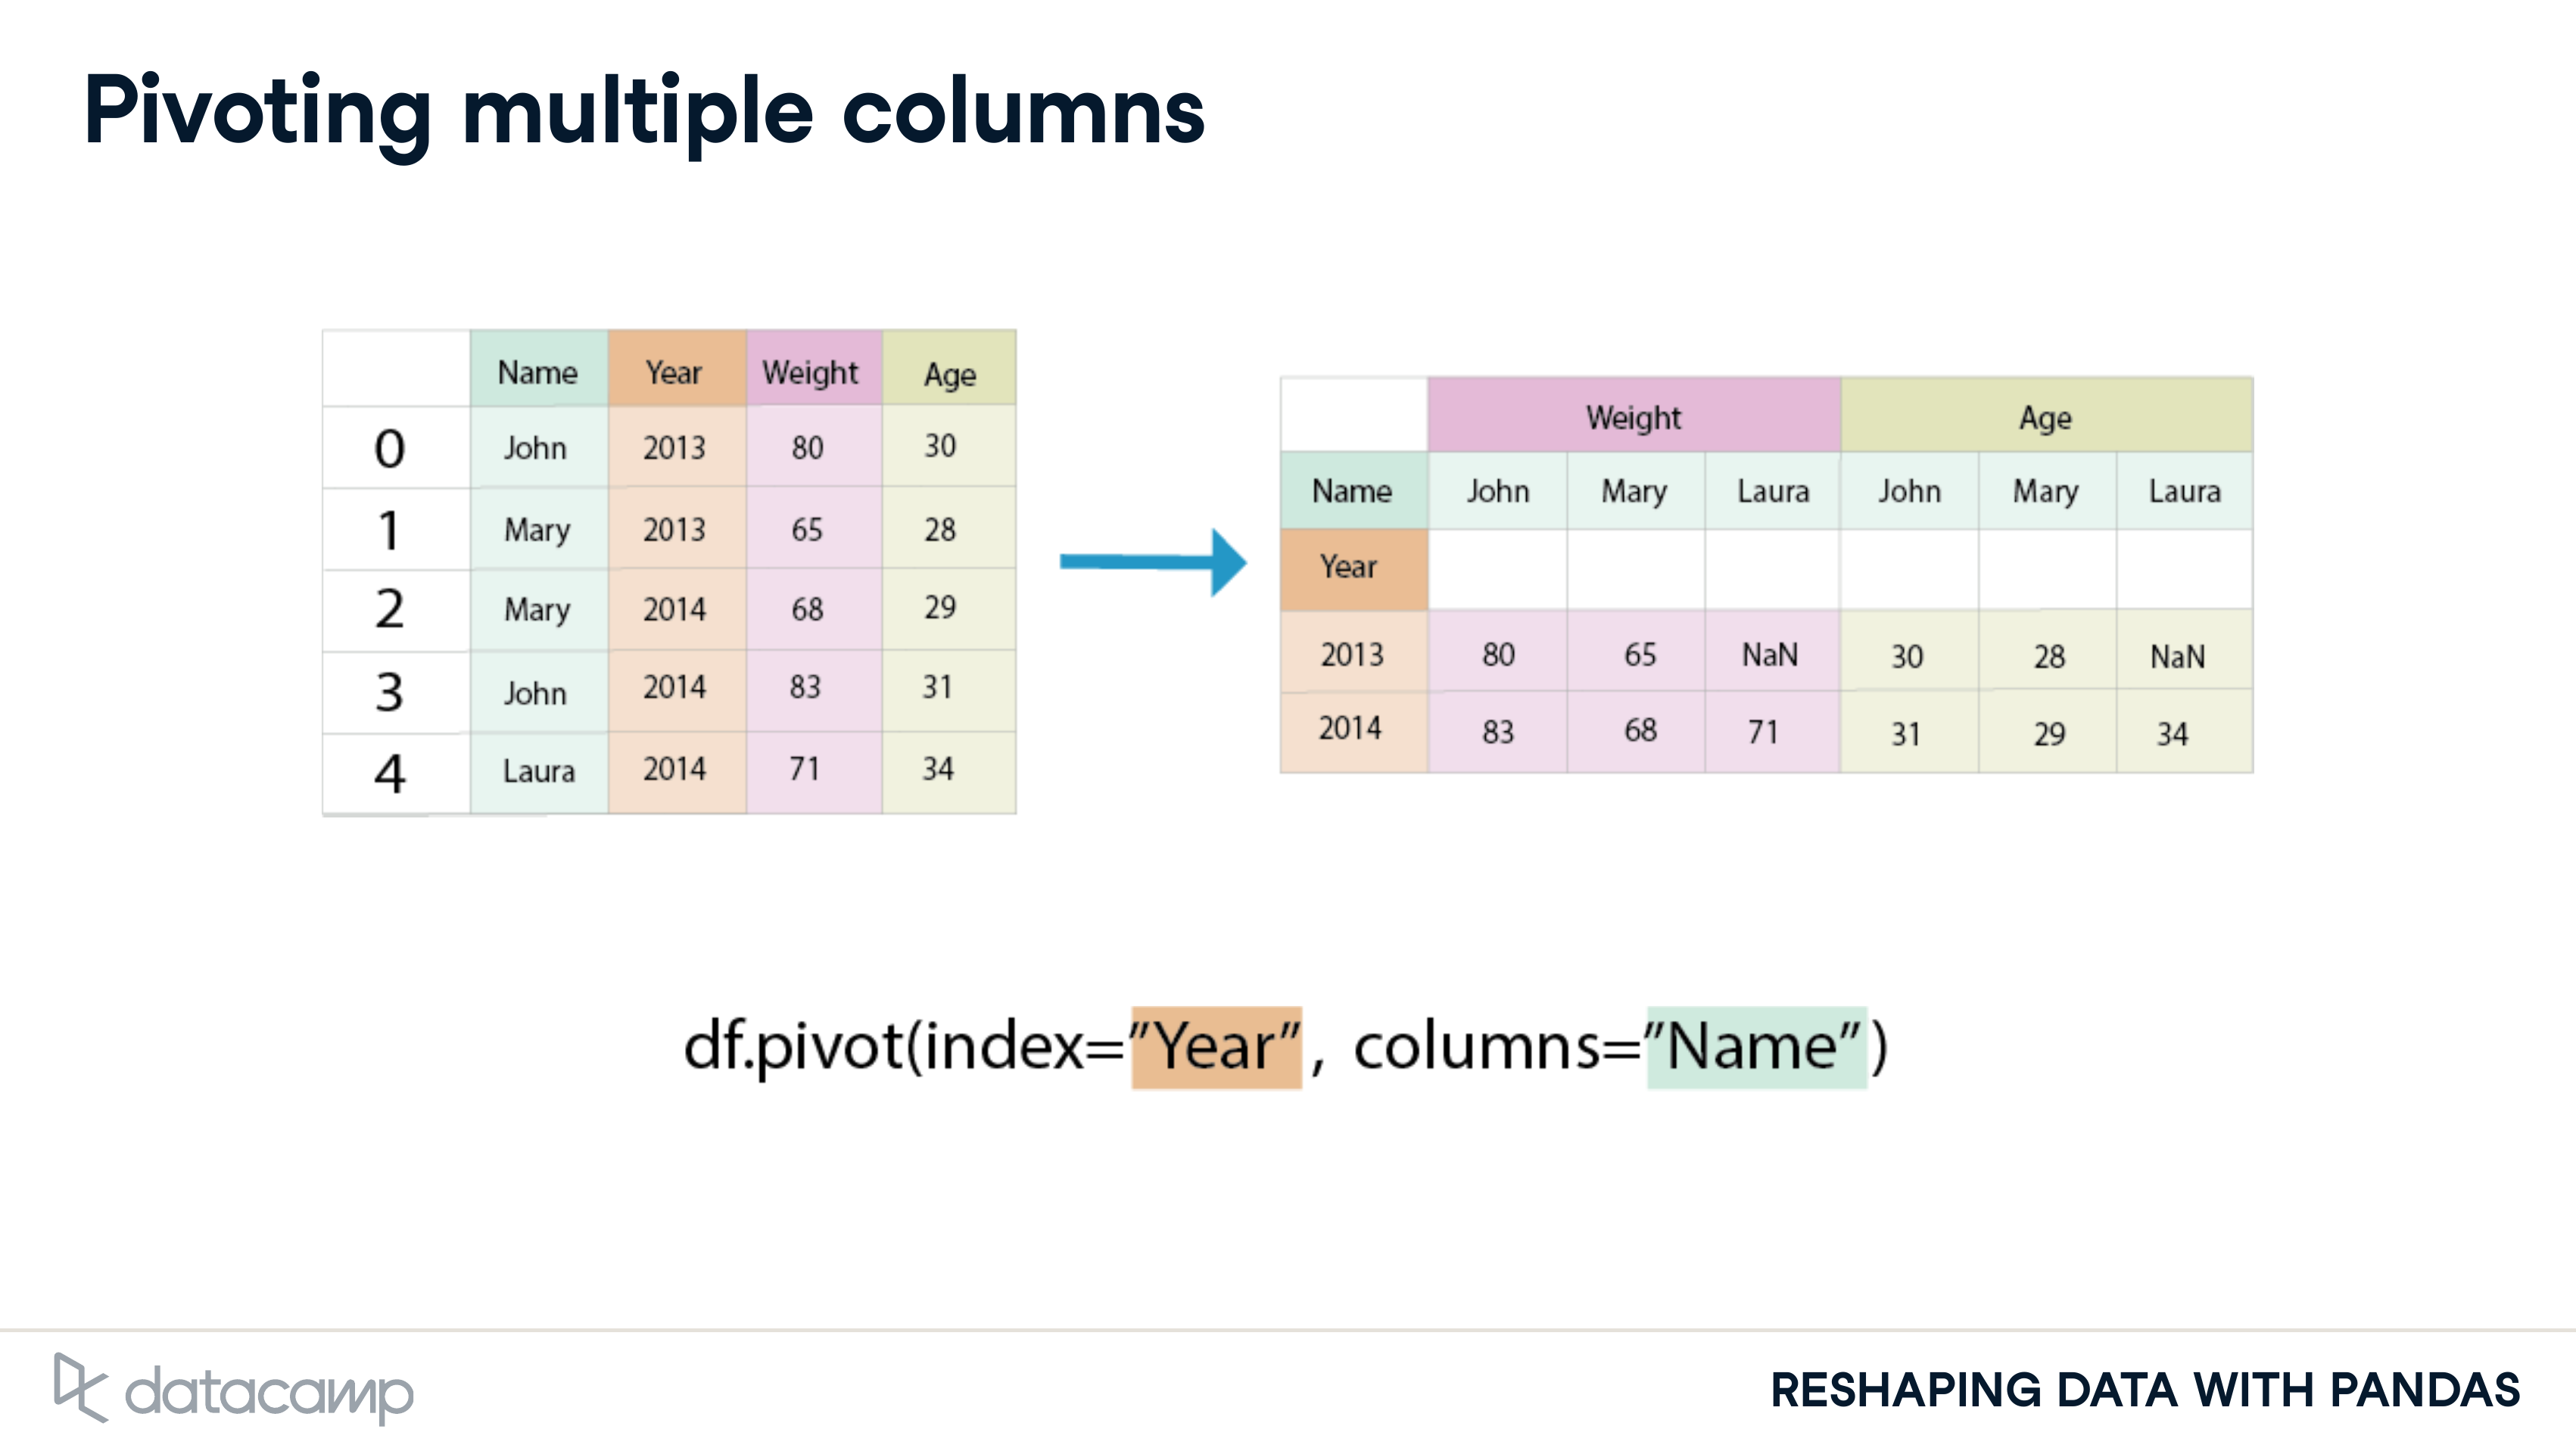 Pivoting multiple columns
Name Year Weight Age
0 John 2013 80 30
1 Mary 2013 65 28
2 Mary 2014 68 29
3 John 2014 83 31
4 Laura 2014 71 34
Weight Age
Name John Mary Laura John Mary Laura
Year
2013 80 65 NaN 30 28 NaN
2014 83 68 71 31 29 34
df.pivot(index=”Year”, columns=”Name”)
datacamp
RESHAPING DATA WITH PANDAS